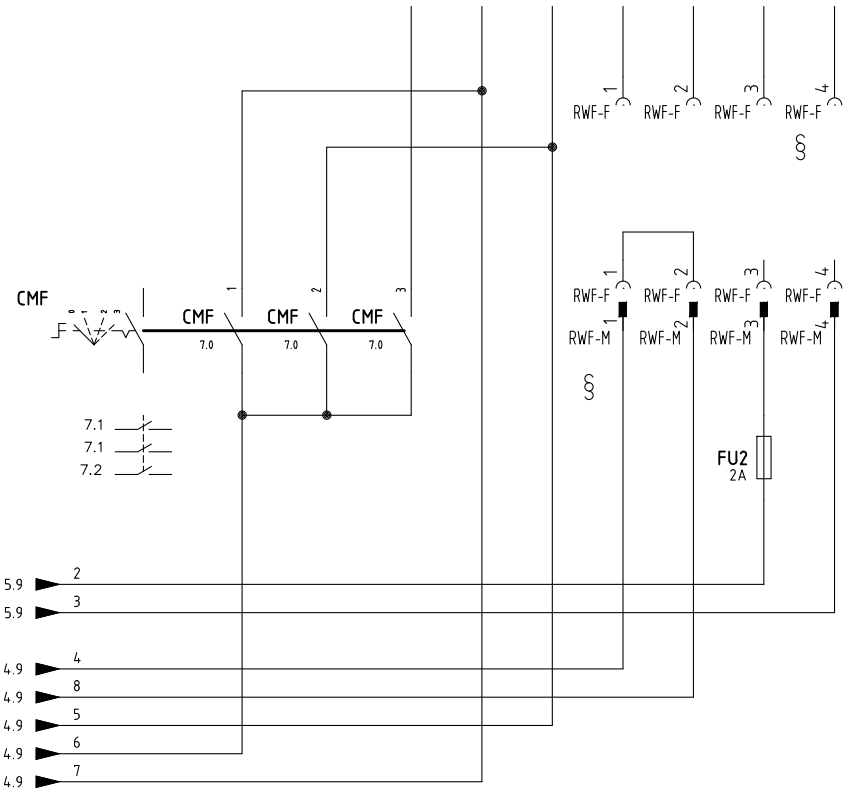 1 2 3 4
RWF-F RWF-F RWF-F RWF-F
§
1 2 3
1 2 3 4
CMF
0 1 2 3
CMF CMF CMF
7.0 7.0 7.0
RWF-F RWF-F RWF-F RWF-F
1 2 3 4
RWF-M RWF-M RWF-M RWF-M
§
7.1
7.1
7.2
FU2
2A
5.9 2
5.9 3
4.9 4
4.9 8
4.9 5
4.9 6
4.9 7